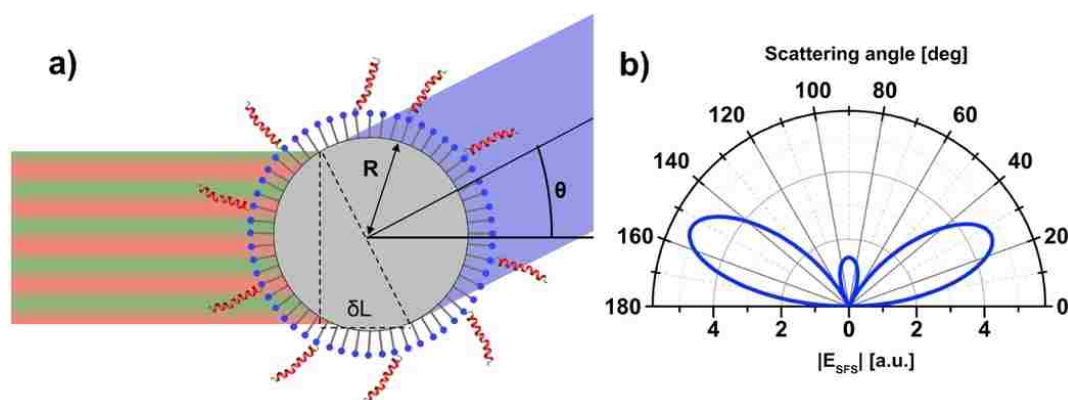 a)
R
θ
δL
b)
Scattering angle [deg]
100 80
120 60
140 40
160 20
180 0
4 2 0 2 4
|E_SFS| [a.u.]